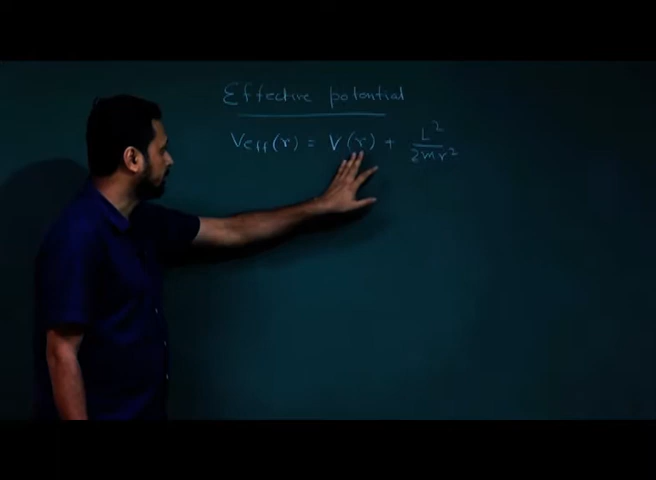 Effective potential
Veff(r) = V(r) + L²/2mr²